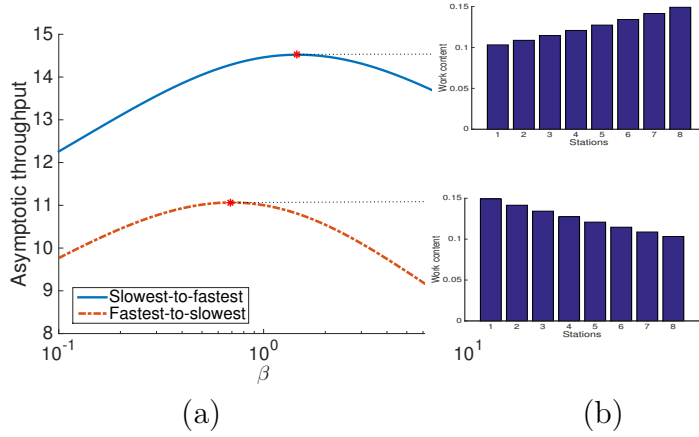 15
14
13
12
11
10
9
8
Asymptotic throughput
Slowest-to-fastest
Fastest-to-slowest
10^-1
10^0
10^1
β
0.15
0.1
0.05
0
Work content
1 2 3 4 5 6 7 8
Stations
0.15
0.1
0.05
0
Work content
1 2 3 4 5 6 7 8
Stations
(a)
(b)